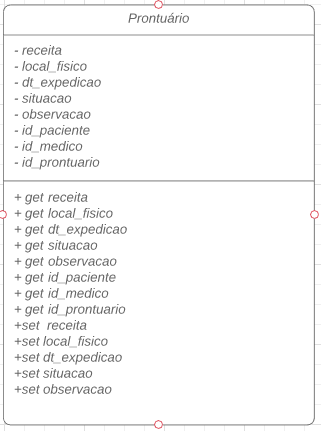 Prontuário
- receita
- local_fisico
- dt_expedicao
- situacao
- observacao
- id_paciente
- id_medico
- id_prontuario
+ get receita
+ get local_fisico
+ get dt_expedicao
+ get situacao
+ get observacao
+ get id_paciente
+ get id_medico
+ get id_prontuario
+set  receita
+set local_fisico
+set dt_expedicao
+set situacao
+set observacao